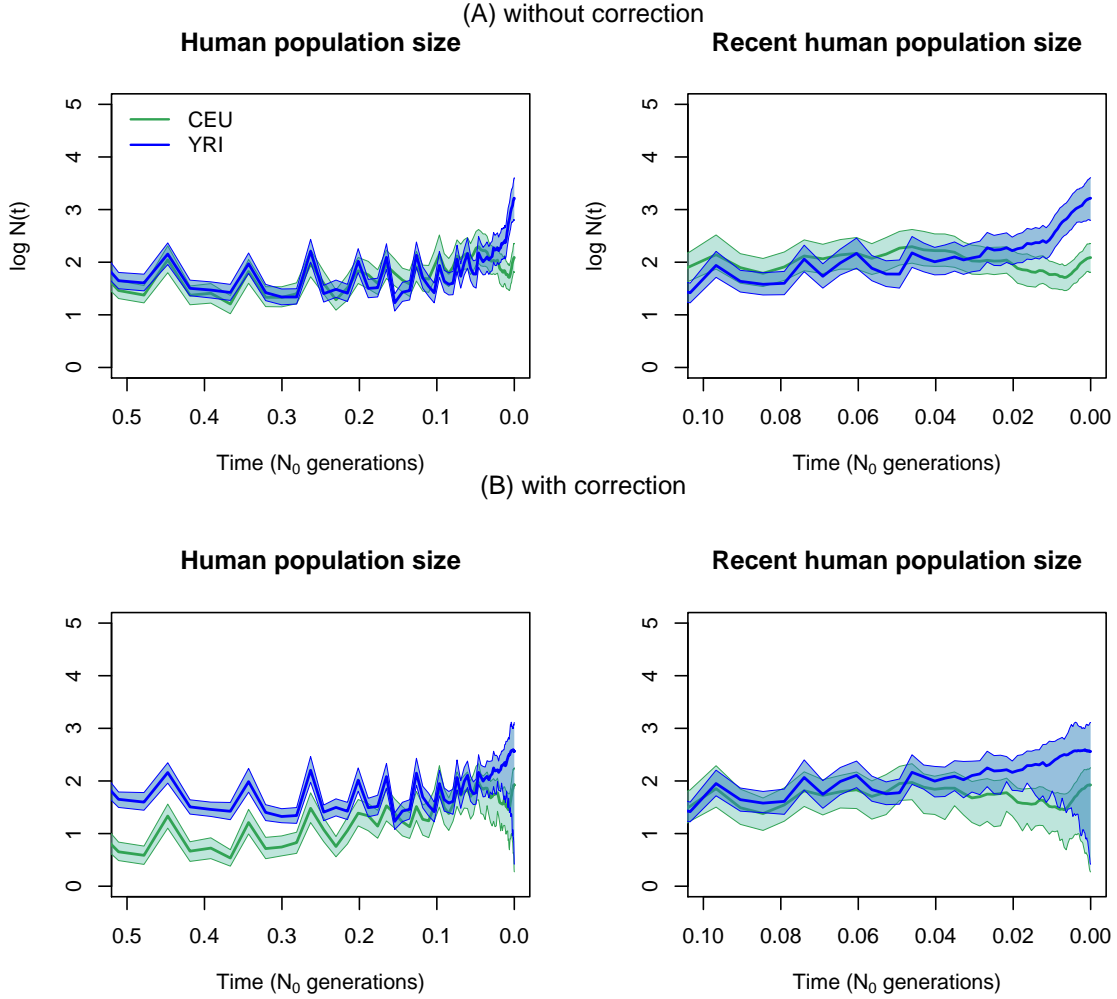 (A) without correction
Human population size
Recent human population size
CEU
YRI
log N(t)
0 1 2 3 4 5
0.5 0.4 0.3 0.2 0.1 0.0
Time (N₀ generations)
log N(t)
0 1 2 3 4 5
0.10 0.08 0.06 0.04 0.02 0.00
Time (N₀ generations)
(B) with correction
Human population size
Recent human population size
0 1 2 3 4 5
0.5 0.4 0.3 0.2 0.1 0.0
Time (N₀ generations)
0 1 2 3 4 5
0.10 0.08 0.06 0.04 0.02 0.00
Time (N₀ generations)